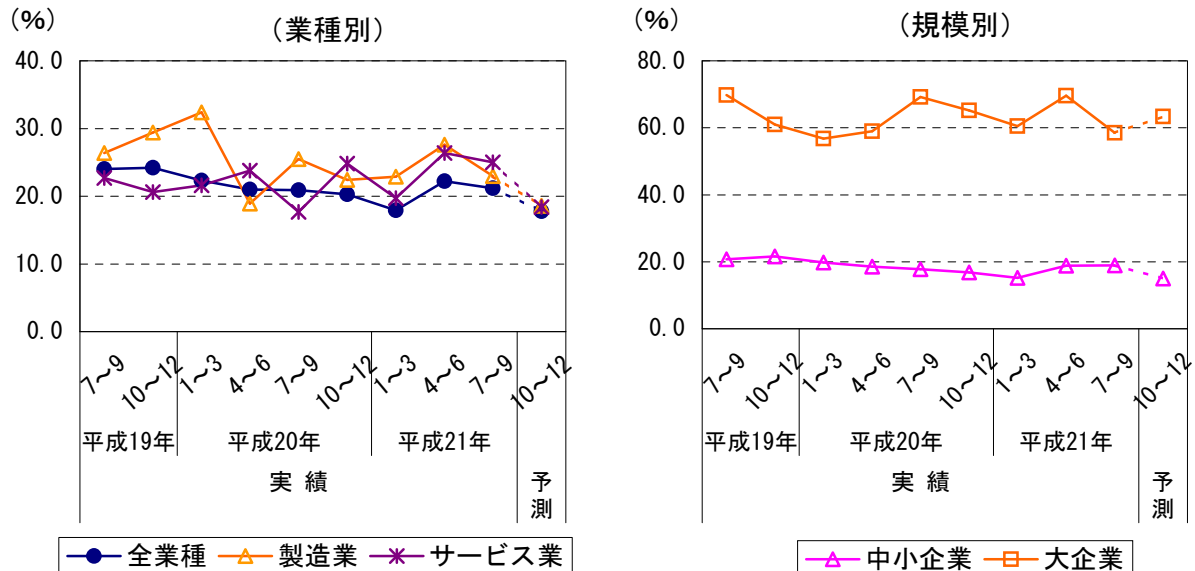 (%)
(業種別)
40.0
30.0
20.0
10.0
0.0
7～9
10～12
1～3
4～6
7～9
10～12
1～3
4～6
7～9
10～12
平成19年
平成20年
平成21年
実 績
予測
全業種
製造業
サービス業
(%)
(規模別)
80.0
60.0
40.0
20.0
0.0
7～9
10～12
1～3
4～6
7～9
10～12
1～3
4～6
7～9
10～12
平成19年
平成20年
平成21年
実 績
予測
中小企業
大企業